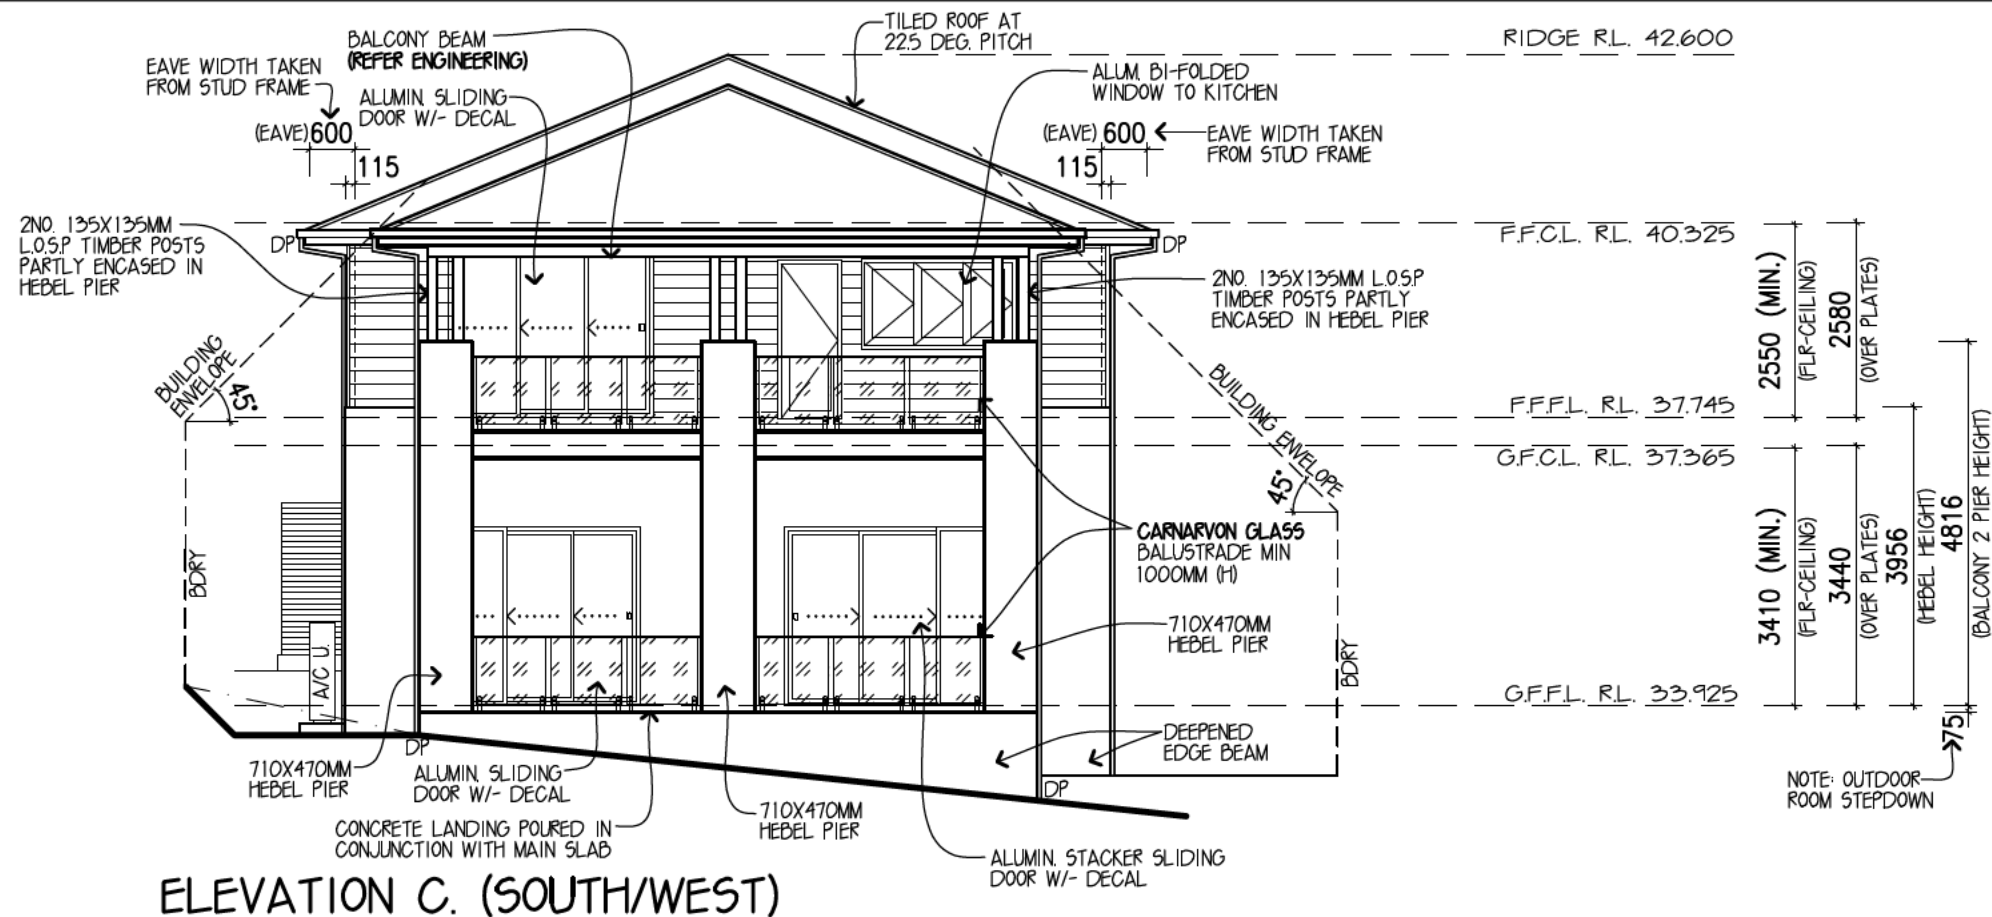 TILED ROOF AT
22.5 DEG. PITCH
RIDGE R.L. 42.600
BALCONY BEAM
(REFER ENGINEERING)
EAVE WIDTH TAKEN
FROM STUD FRAME
ALUMIN. SLIDING
DOOR W/- DECAL
ALUM. BI-FOLDED
WINDOW TO KITCHEN
(EAVE) 600
115
(EAVE) 600
115
EAVE WIDTH TAKEN
FROM STUD FRAME
2NO. 135X135MM
L.O.S.P TIMBER POSTS
PARTLY ENCASED IN
HEBEL PIER
DP
DP
F.F.C.L. R.L. 40.325
2NO. 135X135MM L.O.S.P
TIMBER POSTS PARTLY
ENCASED IN HEBEL PIER
2550 (MIN.)
(FLR-CEILING)
2580
(OVER PLATES)
BUILDING
ENVELOPE
45°
BUILDING ENVELOPE
45°
F.F.F.L. R.L. 37.745
G.F.C.L. R.L. 37.365
CARNARVON GLASS
BALUSTRADE MIN
1000MM (H)
BDRY
A/C U.
710X470MM
HEBEL PIER
BDRY
3410 (MIN.)
(FLR-CEILING)
3440
(OVER PLATES)
3956
(HEBEL HEIGHT)
4816
(BALCONY 2 PIER HEIGHT)
G.F.F.L. R.L. 33.925
75
DP
DEEPENED
EDGE BEAM
DP
710X470MM
HEBEL PIER
ALUMIN. SLIDING
DOOR W/- DECAL
710X470MM
HEBEL PIER
NOTE: OUTDOOR
ROOM STEPDOWN
CONCRETE LANDING POURED IN
CONJUNCTION WITH MAIN SLAB
ALUMIN. STACKER SLIDING
DOOR W/- DECAL
ELEVATION C. (SOUTH/WEST)